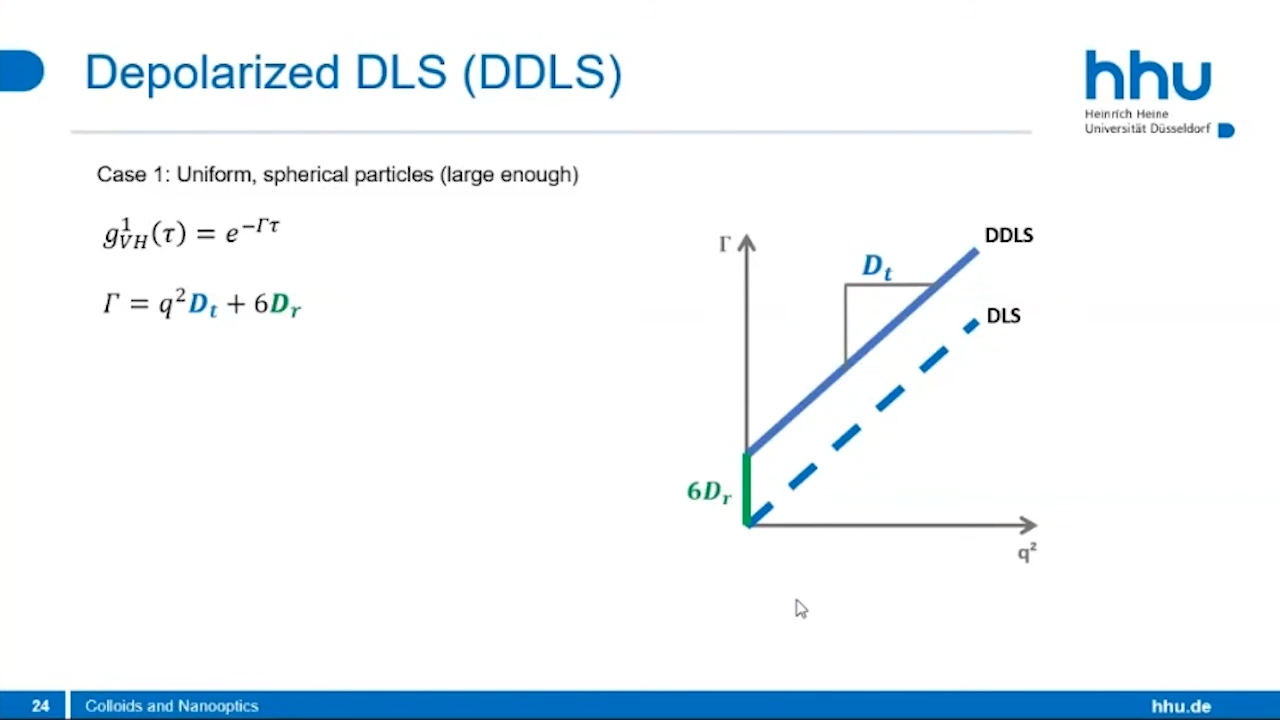 Depolarized DLS (DDLS)
hhu
Heinrich Heine
Universität Düsseldorf
Case 1: Uniform, spherical particles (large enough)
g¹_VH(τ) = e^−Γτ
Γ = q²D_t + 6D_r
Γ
DDLS
D_t
DLS
6D_r
q²
24
Colloids and Nanooptics
hhu.de